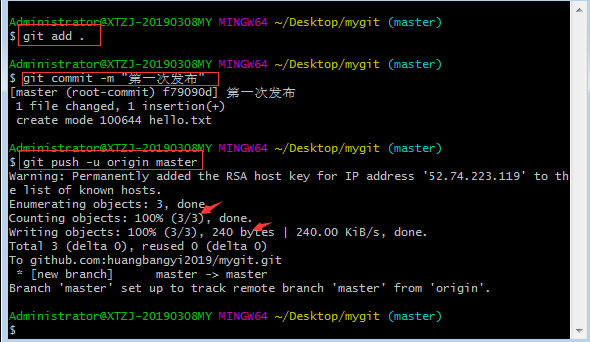 Administrator@XTZJ-20190308MY MINGW64 ~/Desktop/mygit (master)
$ git add .
Administrator@XTZJ-20190308MY MINGW64 ~/Desktop/mygit (master)
$ git commit -m "第一次发布"
[master (root-commit) f79090d] 第一次发布
1 file changed, 1 insertion(+)
create mode 100644 hello.txt
Administrator@XTZJ-20190308MY MINGW64 ~/Desktop/mygit (master)
$ git push -u origin master
Warning: Permanently added the RSA host key for IP address '52.74.223.119' to th
e list of known hosts.
Enumerating objects: 3, done.
Counting objects: 100% (3/3), done.
Writing objects: 100% (3/3), 240 bytes | 240.00 KiB/s, done.
Total 3 (delta 0), reused 0 (delta 0)
To github.com:huangbangyi2019/mygit.git
* [new branch] master -> master
Branch 'master' set up to track remote branch 'master' from 'origin'.
Administrator@XTZJ-20190308MY MINGW64 ~/Desktop/mygit (master)
$